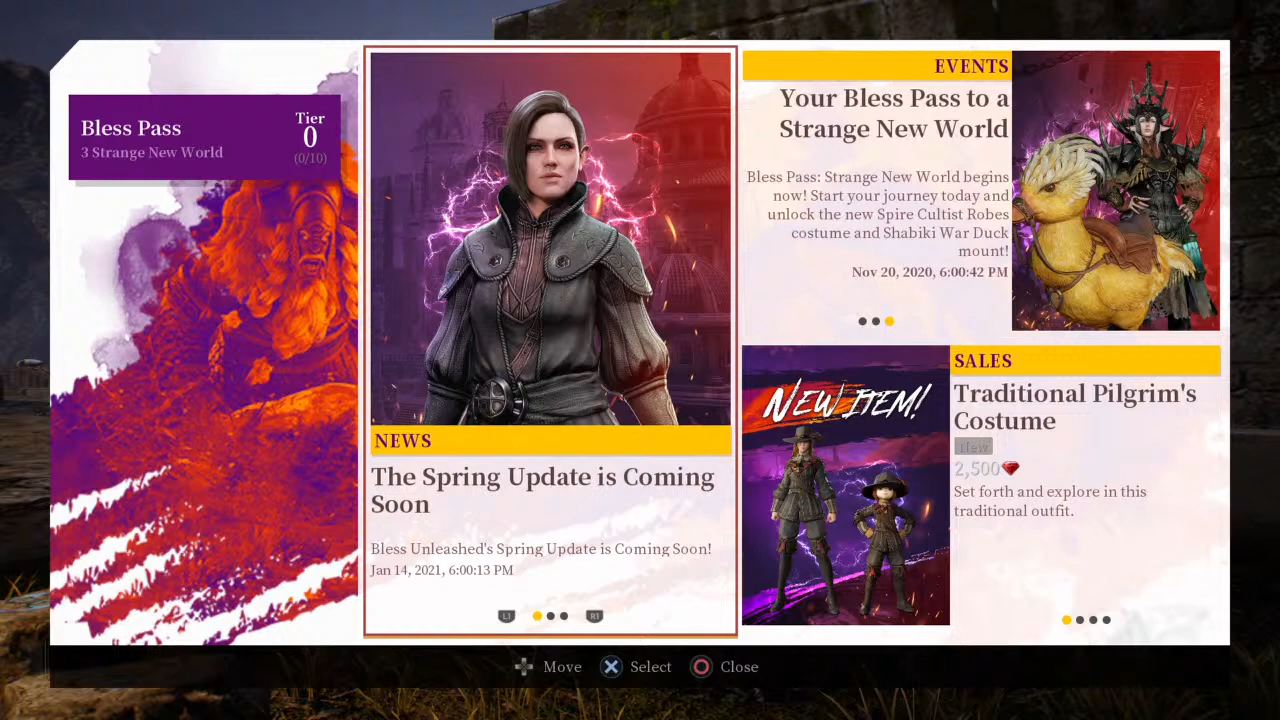 Bless Pass
3 Strange New World
Tier
0
(0/10)
NEWS
The Spring Update is Coming
Soon
Bless Unleashed's Spring Update is Coming Soon!
Jan 14, 2021, 6:00:13 PM
L1
R1
EVENTS
Your Bless Pass to a
Strange New World
Bless Pass: Strange New World begins
now! Start your journey today and
unlock the new Spire Cultist Robes
costume and Shabiki War Duck
mount!
Nov 20, 2020, 6:00:42 PM
NEW ITEM!
SALES
Traditional Pilgrim's
Costume
New
2,500
Set forth and explore in this
traditional outfit.
Move
Select
Close